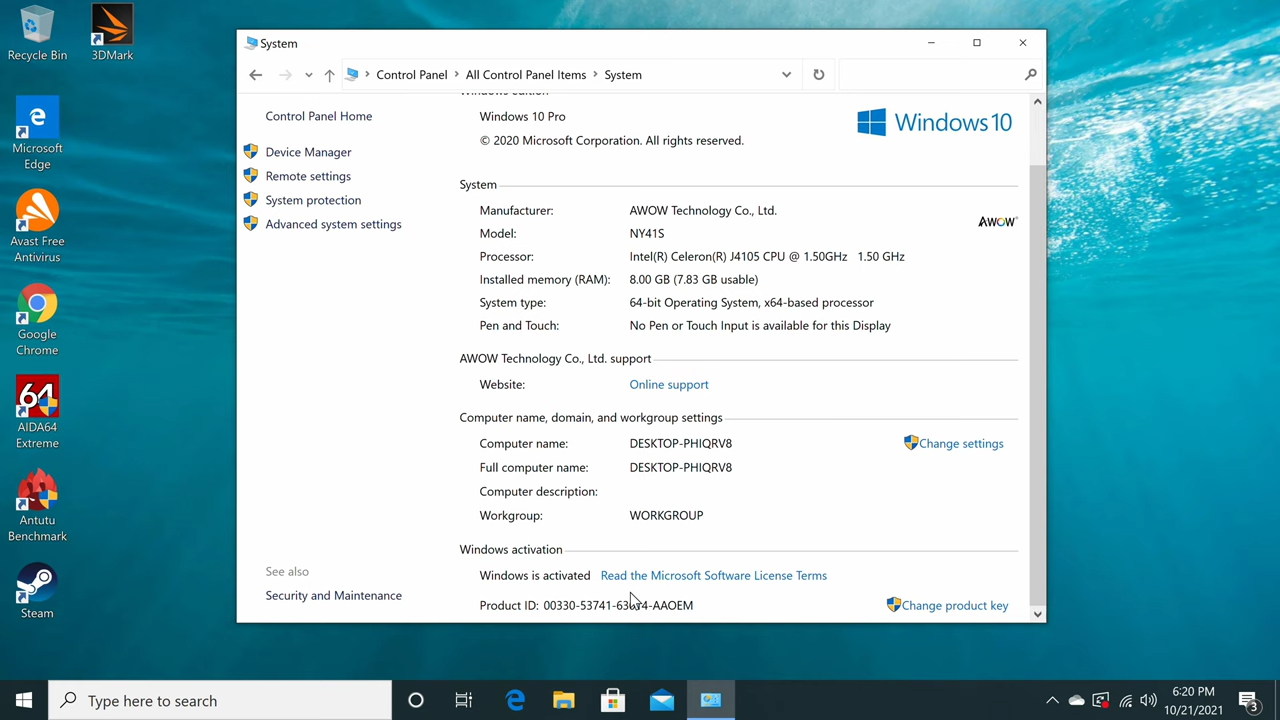 Recycle Bin
3DMark
Microsoft
Edge
Avast Free
Antivirus
Google
Chrome
64
AIDA64
Extreme
Antutu
Benchmark
Steam
System
Control Panel
All Control Panel Items
System
Control Panel Home
Device Manager
Remote settings
System protection
Advanced system settings
See also
Security and Maintenance
Windows edition
Windows 10 Pro
© 2020 Microsoft Corporation. All rights reserved.
Windows 10
System
Manufacturer: AWOW Technology Co., Ltd.
AWOW
Model: NY41S
Processor: Intel(R) Celeron(R) J4105 CPU @ 1.50GHz 1.50 GHz
Installed memory (RAM): 8.00 GB (7.83 GB usable)
System type: 64-bit Operating System, x64-based processor
Pen and Touch: No Pen or Touch Input is available for this Display
AWOW Technology Co., Ltd. support
Website: Online support
Computer name, domain, and workgroup settings
Computer name: DESKTOP-PHIQRV8
Change settings
Full computer name: DESKTOP-PHIQRV8
Computer description:
Workgroup: WORKGROUP
Windows activation
Windows is activated Read the Microsoft Software License Terms
Product ID:
Change product key
Type here to search
6:20 PM
10/21/2021
3